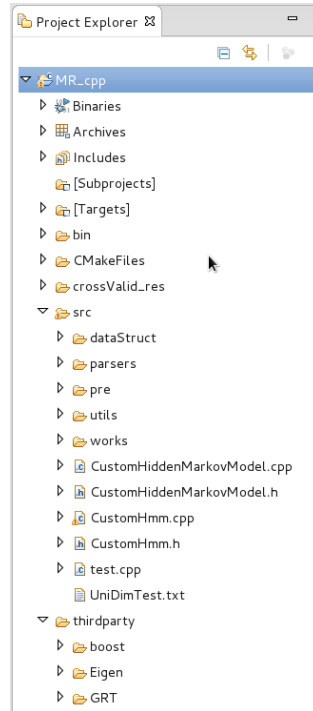 Project Explorer
MR_cpp
Binaries
Archives
Includes
[Subprojects]
[Targets]
bin
CMakeFiles
crossValid_res
src
dataStruct
parsers
pre
utils
works
CustomHiddenMarkovModel.cpp
CustomHiddenMarkovModel.h
CustomHmm.cpp
CustomHmm.h
test.cpp
UniDimTest.txt
thirdparty
boost
Eigen
GRT